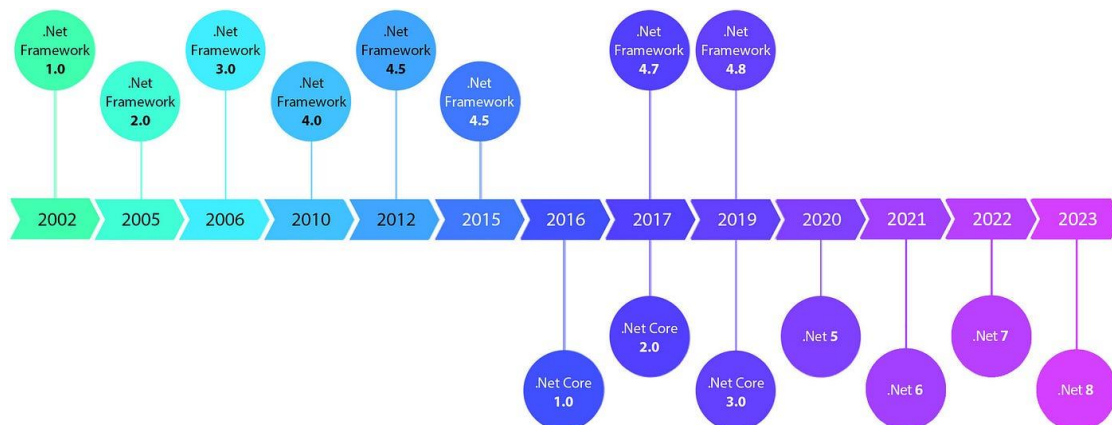 .Net
Framework
1.0
.Net
Framework
2.0
.Net
Framework
3.0
.Net
Framework
4.0
.Net
Framework
4.5
.Net
Framework
4.5
.Net
Framework
4.7
.Net
Framework
4.8
2002
2005
2006
2010
2012
2015
2016
2017
2019
2020
2021
2022
2023
.Net Core
1.0
.Net Core
2.0
.Net Core
3.0
.Net 5
.Net 6
.Net 7
.Net 8